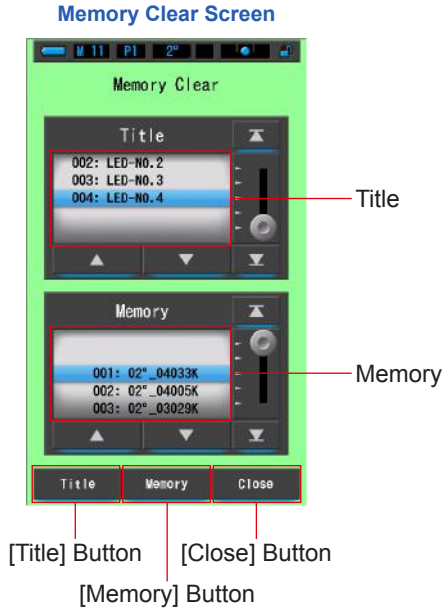 Memory Clear Screen
M 11 P1 2°
Memory Clear
Title
002: LED-NO.2
003: LED-NO.3
004: LED-NO.4
Title
Memory
001: 02°_04033K
002: 02°_04005K
003: 02°_03029K
Memory
Title Memory Close
[Title] Button [Close] Button
[Memory] Button